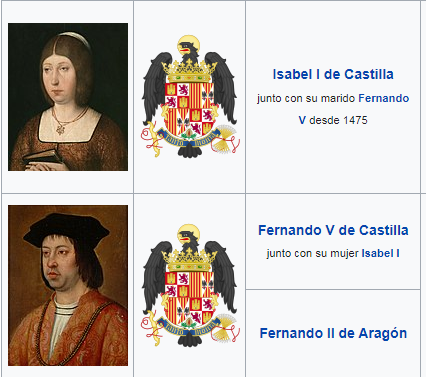 Isabel I de Castilla
junto con su marido Fernando
V desde 1475
Fernando V de Castilla
junto con su mujer Isabel I
Fernando II de Aragón